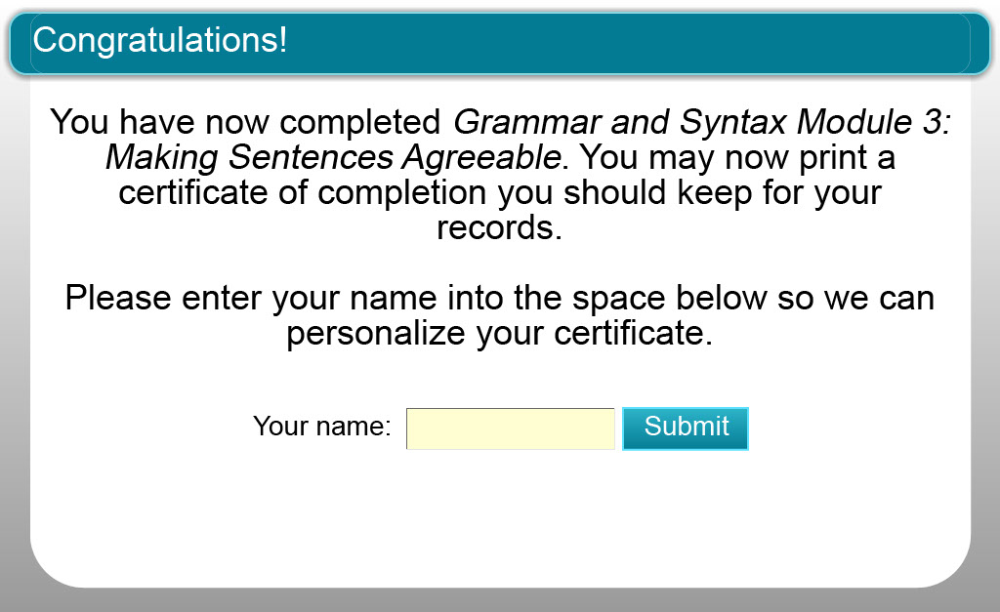 Congratulations!
You have now completed Grammar and Syntax Module 3:
Making Sentences Agreeable. You may now print a
certificate of completion you should keep for your
records.
Please enter your name into the space below so we can
personalize your certificate.
Your name: Submit